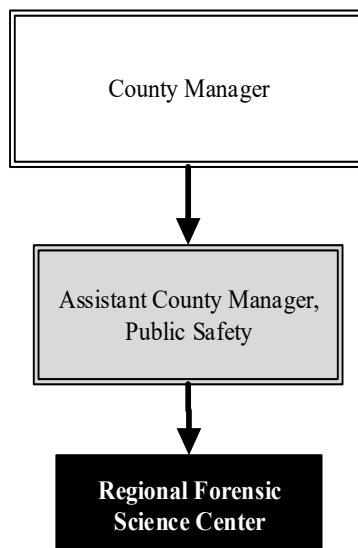 County Manager
Assistant County Manager,
Public Safety
Regional Forensic
Science Center